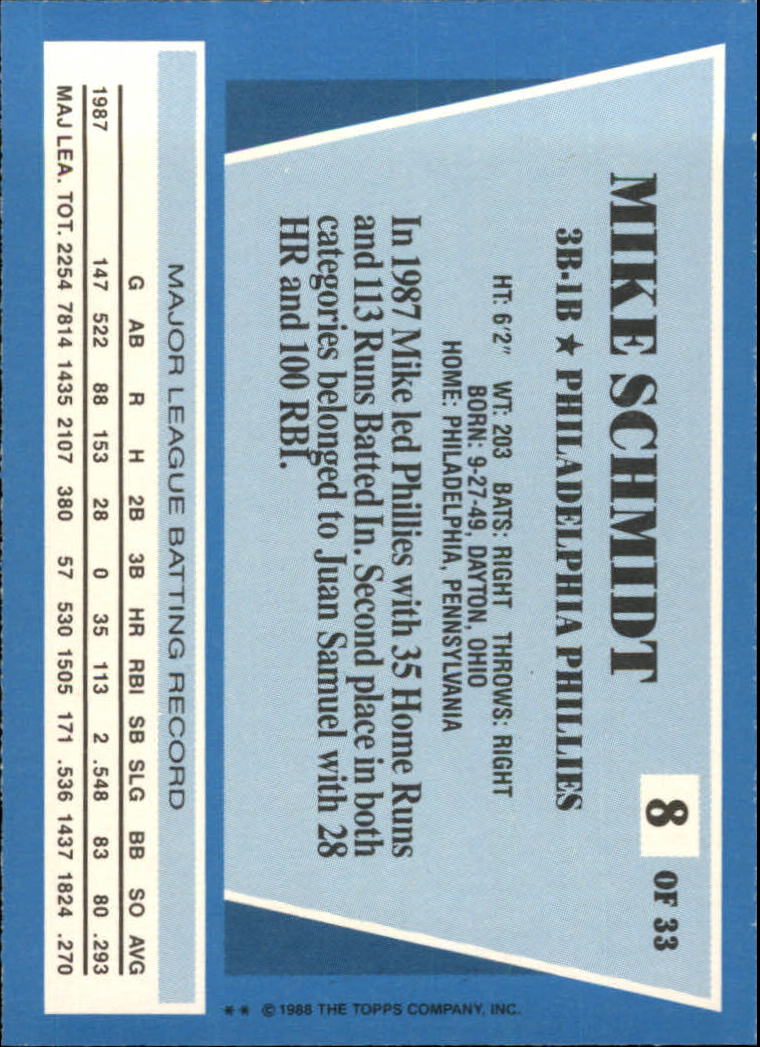 8 OF 33
MIKE SCHMIDT
3B-1B ★ PHILADELPHIA PHILLIES
HT: 6'2" WT: 203 BATS: RIGHT THROWS: RIGHT
BORN: 9-27-49, DAYTON, OHIO
HOME: PHILADELPHIA, PENNSYLVANIA
In 1987 Mike led Phillies with 35 Home Runs
and 113 Runs Batted In. Second place in both
categories belonged to Juan Samuel with 28
HR and 100 RBI.
MAJOR LEAGUE BATTING RECORD
G AB R H 2B 3B HR RBI SB SLG BB SO AVG
1987 147 522 88 153 28 0 35 113 2 .548 83 80 .293
MAJ LEA. TOT. 2254 7814 1435 2107 380 57 530 1505 171 .536 1437 1824 .270
** © 1988 THE TOPPS COMPANY, INC.